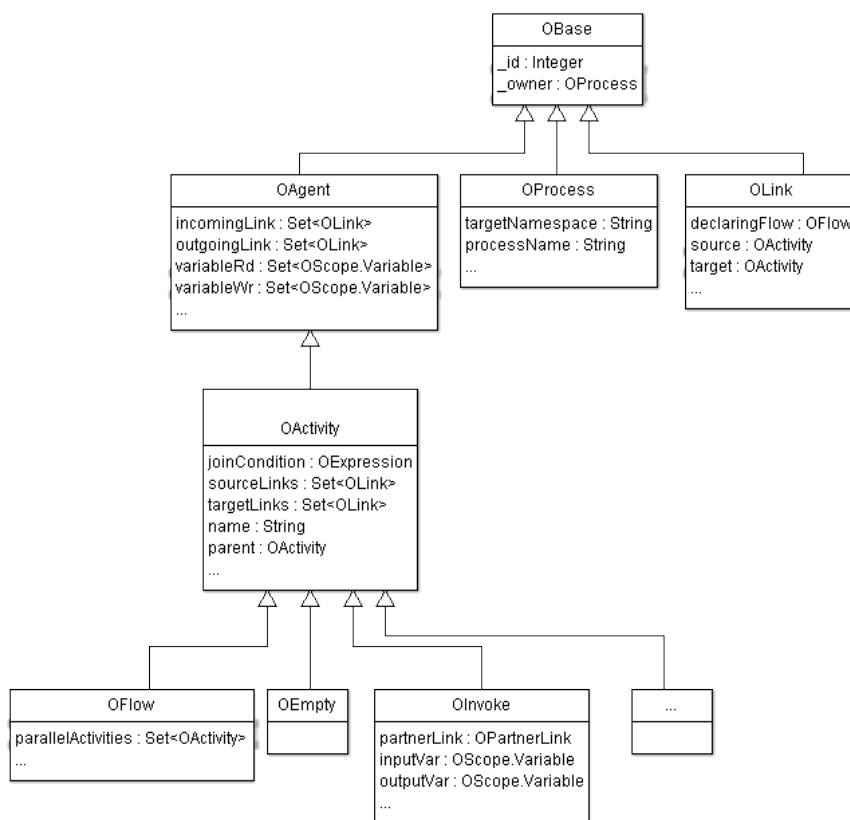 OBase
_id : Integer
_owner : OProcess
OAgent
incomingLink : Set<OLink>
outgoingLink : Set<OLink>
variableRd : Set<OScope.Variable>
variableWr : Set<OScope.Variable>
...
OProcess
targetNamespace : String
processName : String
...
OLink
declaringFlow : OFlow
source : OActivity
target : OActivity
...
OActivity
joinCondition : OExpression
sourceLinks : Set<OLink>
targetLinks : Set<OLink>
name : String
parent : OActivity
...
OFlow
parallelActivities : Set<OActivity>
...
OEmpty
OInvoke
partnerLink : OPartnerLink
inputVar : OScope.Variable
outputVar : OScope.Variable
...
...